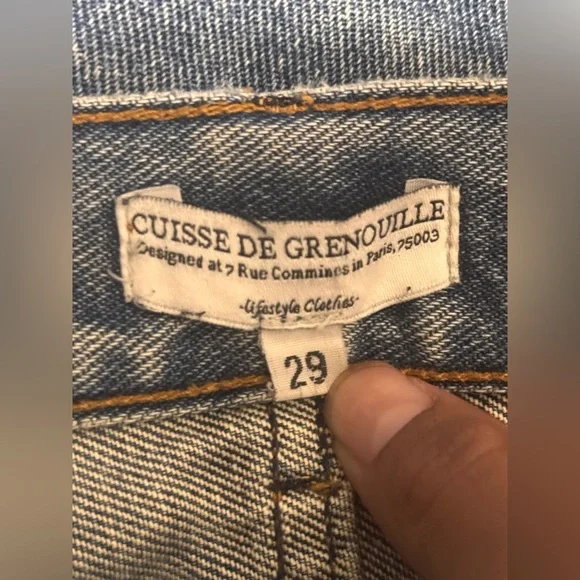 CUISSE DE GRENOUILLE
Designed at 7 Rue Commines in Paris, 75003
-Lifestyle Clothes-
29